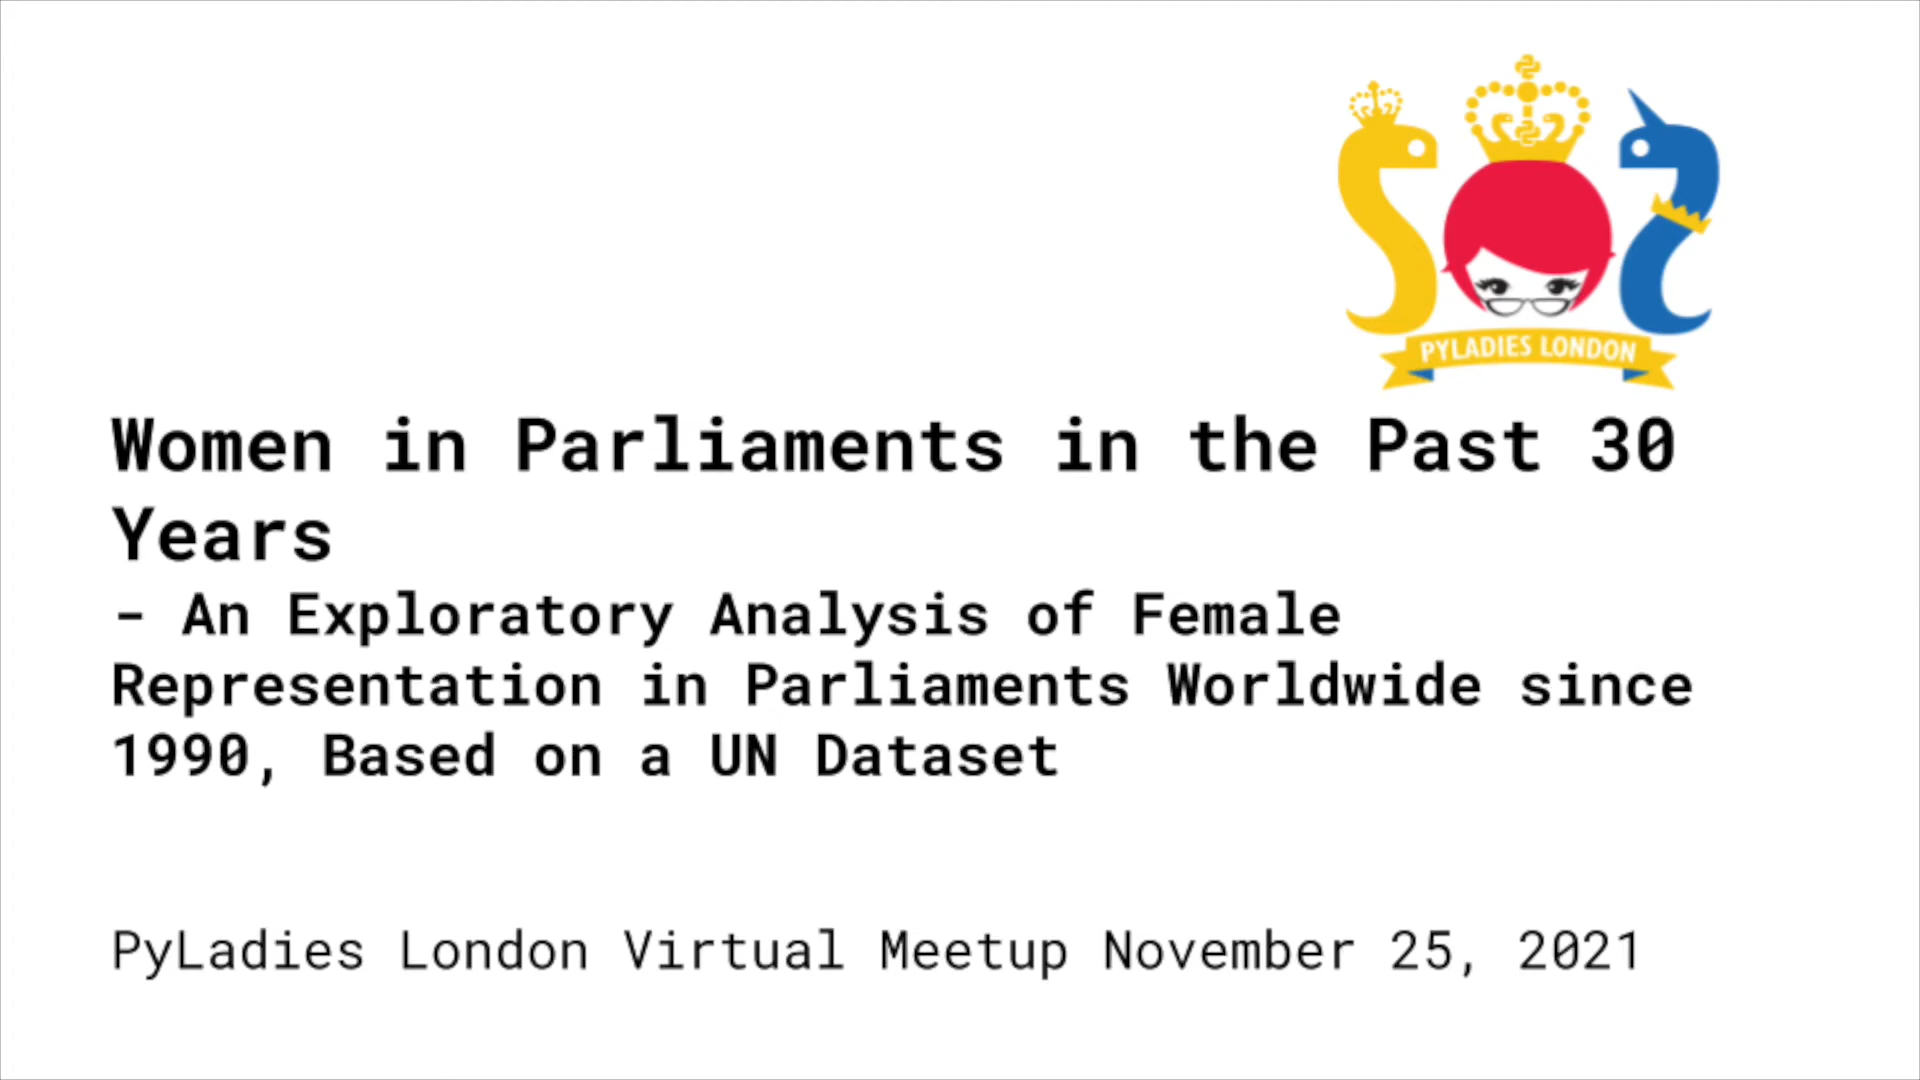 PYLADIES LONDON
Women in Parliaments in the Past 30
Years
- An Exploratory Analysis of Female
Representation in Parliaments Worldwide since
1990, Based on a UN Dataset
PyLadies London Virtual Meetup November 25, 2021